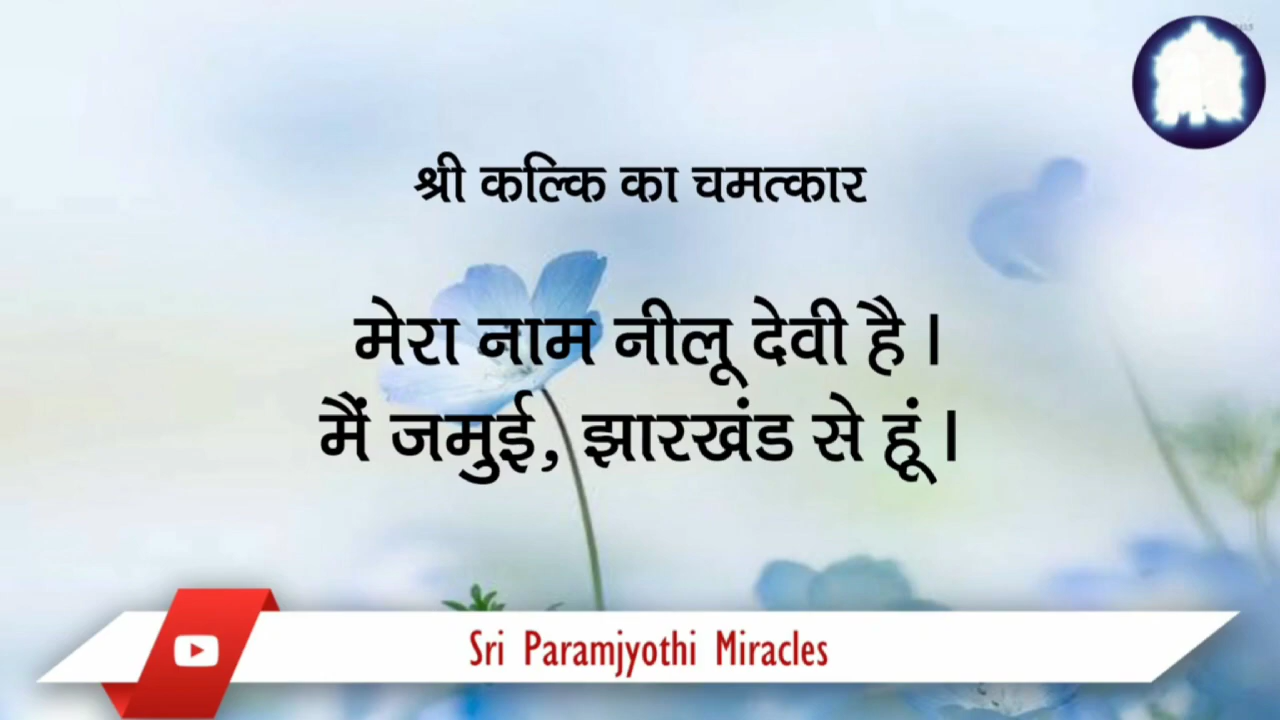 श्री कल्कि का चमत्कार
मेरा नाम नीलू देवी है।
मैं जमुई, झारखंड से हूं।
Sri Paramjyothi Miracles